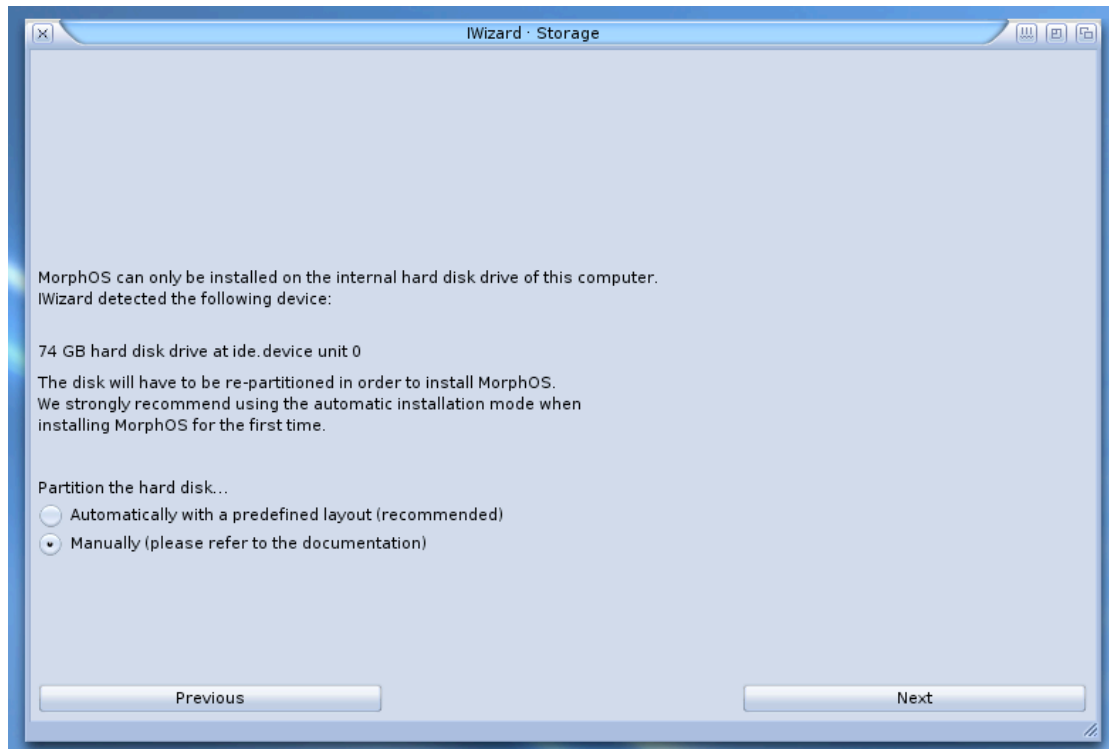 IWizard · Storage
MorphOS can only be installed on the internal hard disk drive of this computer.
IWizard detected the following device:
74 GB hard disk drive at ide.device unit 0
The disk will have to be re-partitioned in order to install MorphOS.
We strongly recommend using the automatic installation mode when
installing MorphOS for the first time.
Partition the hard disk...
Automatically with a predefined layout (recommended)
Manually (please refer to the documentation)
Previous
Next